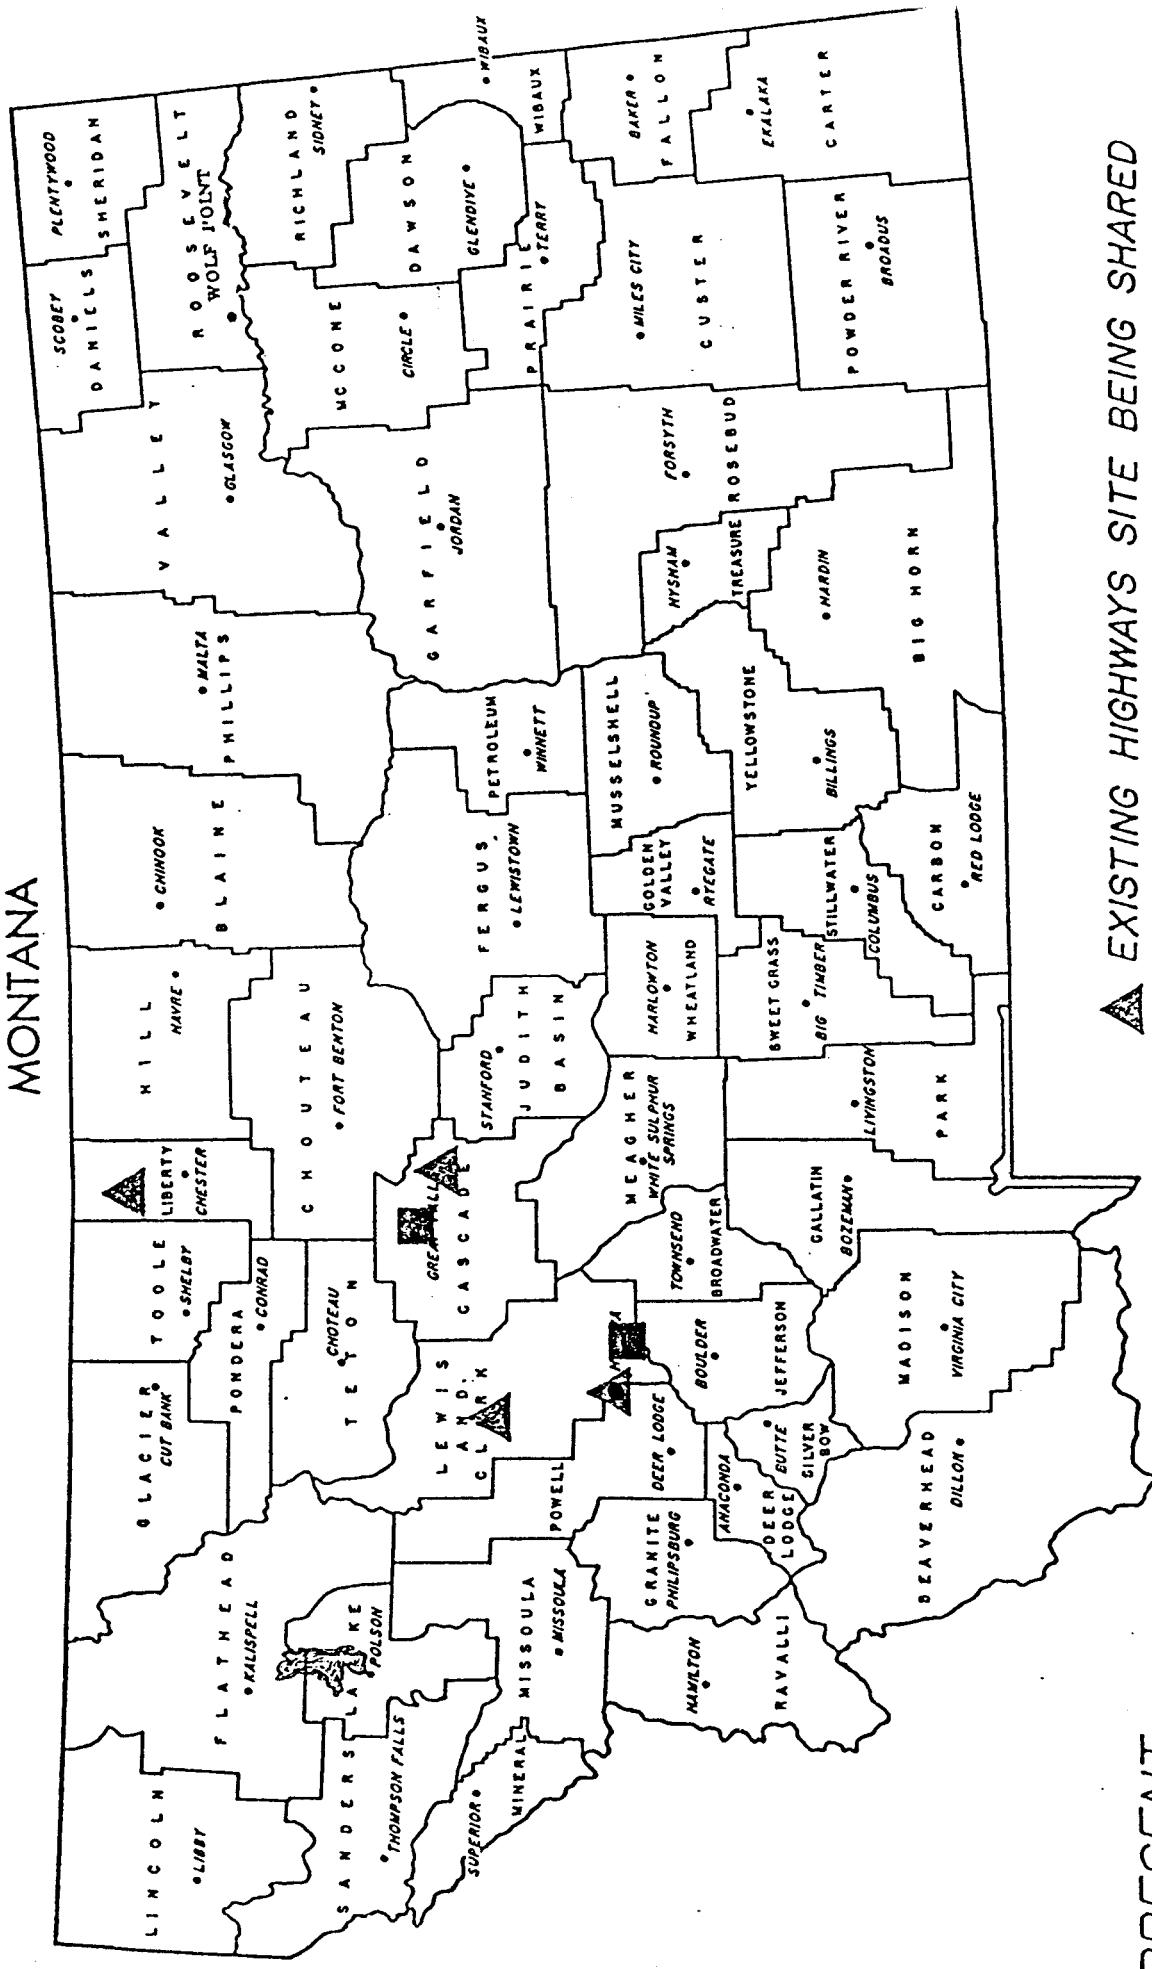 MONTANA
LINCOLN
LIBBY
FLATHEAD
KALISPELL
GLACIER
CUT BANK
TOOLE
SHELBY
LIBERTY
CHESTER
HILL
HAVRE
BLAINE
CHINOOK
PHILLIPS
MALTA
VALLEY
GLASGOW
SCOBEY
DANIELS
PLENTYWOOD
SHERIDAN
ROOSEVELT
WOLF POINT
RICHLAND
SIDNEY
PONDERA
CONRAD
CHOTEAU
TETON
CHOUTEAU
FORT BENTON
SANDERS
THOMPSON FALLS
POLSON
SUPERIOR
MINERAL
MISSOULA
MISSOULA
POWELL
DEER LODGE
LEWIS
AND
CLARK
CASCADE
STANFORD
JUDITH
BASIN
FERGUS
LEWISTOWN
PETROLEUM
WINNETT
GARFIELD
JORDAN
MCCONE
CIRCLE
DAWSON
GLENDIVE
WIBAUX
WIBAUX
PRAIRIE
TERRY
HAMILTON
RAVALLI
GRANITE
PHILIPSBURG
ANACONDA
DEER
LODGE
BUTTE
SILVER
BOW
BOULDER
JEFFERSON
TOWNSEND
BROADWATER
MEAGHER
WHITE SULPHUR
SPRINGS
HARLOWTON
WHEATLAND
GOLDEN
VALLEY
RYEGATE
MUSSELSHELL
ROUNDUP
HYSHAM
TREASURE
FORSYTH
ROSEBUD
MILES CITY
CUSTER
BAKER
FALLON
EKALAKA
CARTER
BEAVERHEAD
DILLON
MADISON
VIRGINIA CITY
GALLATIN
BOZEMAN
LIVINGSTON
PARK
SWEET GRASS
BIG TIMBER
STILLWATER
COLUMBUS
YELLOWSTONE
BILLINGS
CARBON
RED LODGE
HARDIN
BIG HORN
POWDER RIVER
BROADUS
EXISTING HIGHWAYS SITE BEING SHARED